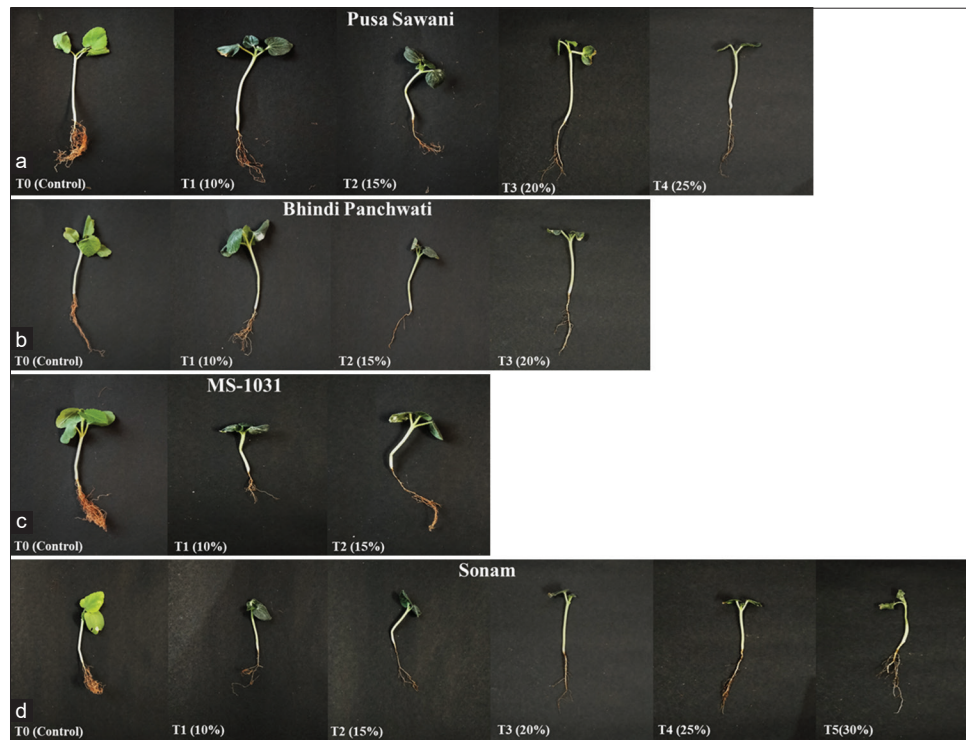 Pusa Sawani
a
T0 (Control)
T1 (10%)
T2 (15%)
T3 (20%)
T4 (25%)
Bhindi Panchwati
b
T0 (Control)
T1 (10%)
T2 (15%)
T3 (20%)
MS-1031
c
T0 (Control)
T1 (10%)
T2 (15%)
Sonam
d
T0 (Control)
T1 (10%)
T2 (15%)
T3 (20%)
T4 (25%)
T5(30%)